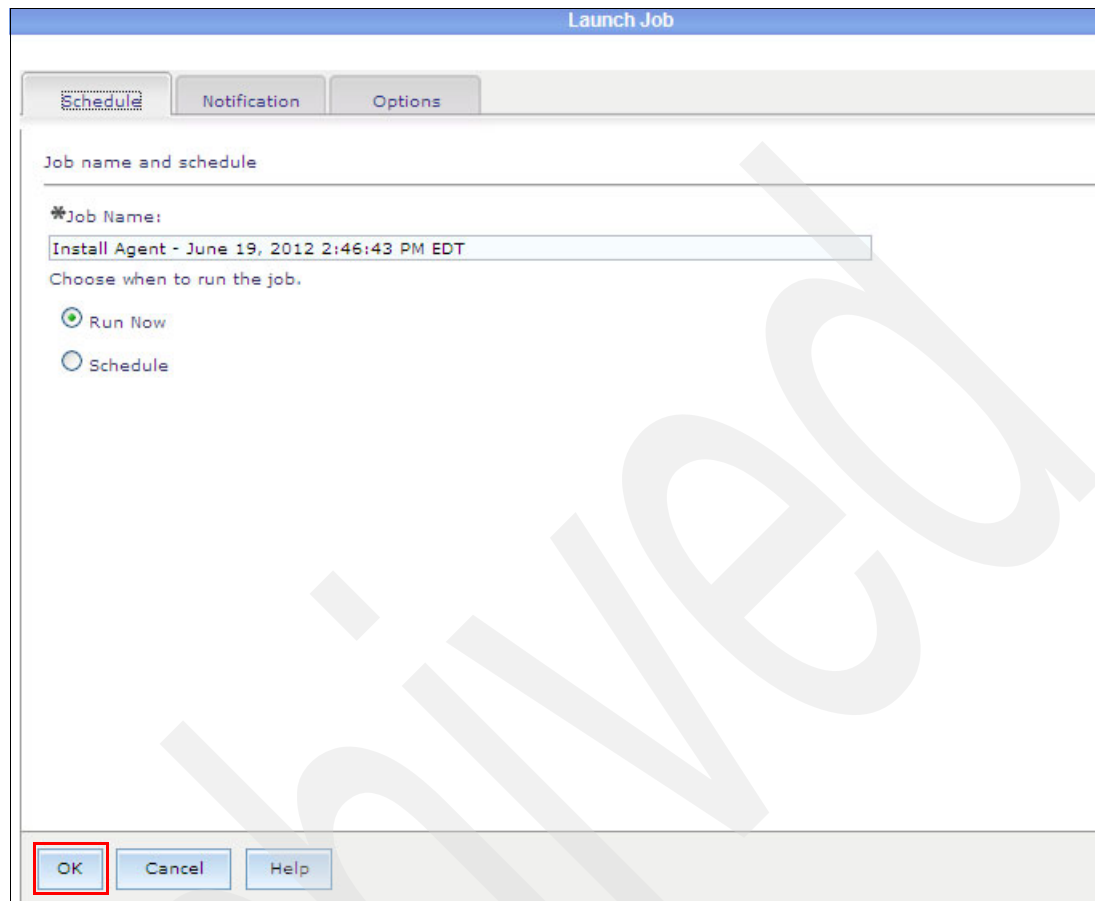 Launch Job
Schedule Notification Options
Job name and schedule
*Job Name:
Install Agent - June 19, 2012 2:46:43 PM EDT
Choose when to run the job.
Run Now
Schedule
OK Cancel Help
hived